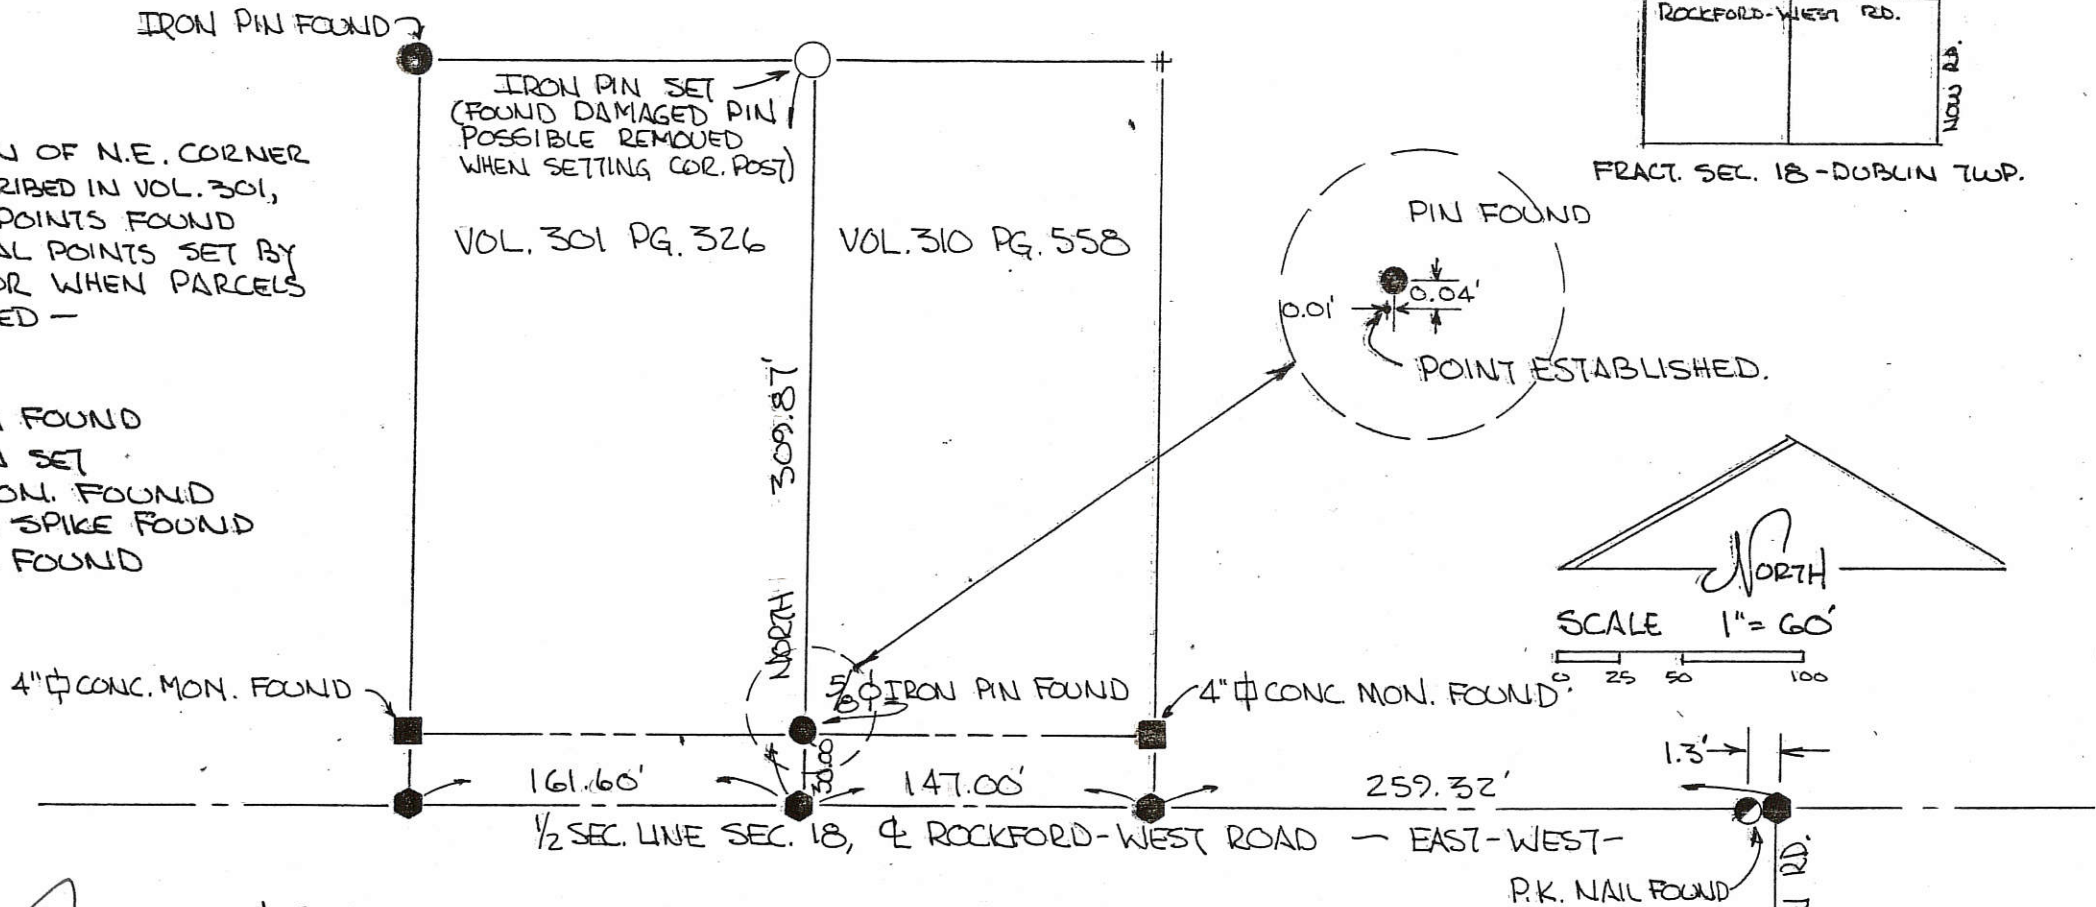 IRON PIN FOUND
IRON PIN SET
(FOUND DAMAGED PIN
POSSIBLE REMOVED
WHEN SETTING COR. POST)
ROCKFORD-WEST RD.
NOW RD.
FRACT. SEC. 18-DUBLIN TWP.
OF N.E. CORNER
RIBED IN VOL. 301,
POINTS FOUND
AL POINTS SET BY
OR WHEN PARCELS
ED —
VOL. 301 PG. 326
VOL. 310 PG. 558
PIN FOUND
0.04'
0.01'
POINT ESTABLISHED.
FOUND
SET
ON. FOUND
SPIKE FOUND
FOUND
NORTH 309.87'
NORTH
SCALE 1"= 60'
0 25 50 100
4"⌷ CONC. MON. FOUND
5/8 φ IRON PIN FOUND
4"⌷ CONC. MON. FOUND
30.00
1.3'
161.60'
147.00'
259.32'
1/2 SEC. LINE SEC. 18, ℄ ROCKFORD-WEST ROAD — EAST-WEST-
P.K. NAIL FOUND
RD.